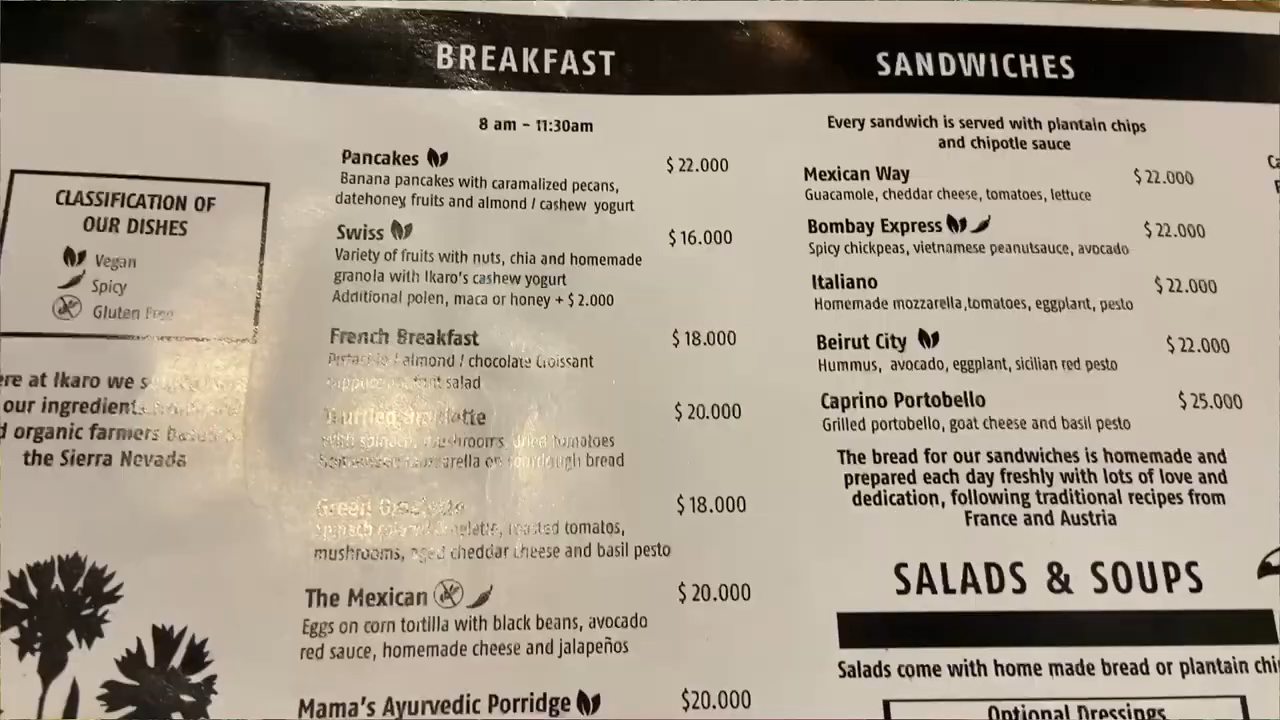 BREAKFAST
8 am - 11:30am
Pancakes $ 22.000
Banana pancakes with caramalized pecans,
datehoney fruits and almond / cashew yogurt
Swiss $ 16.000
Variety of fruits with nuts, chia and homemade
granola with Ikaro's cashew yogurt
Additional polen, maca or honey + $ 2.000
French Breakfast $ 18.000
almond / chocolate Croissant
salad
$ 20.000
mushrooms, dried tomatoes
on sourdough bread
Green $ 18.000
Spinach roasted tomatos,
mushrooms, aged cheddar cheese and basil pesto
The Mexican $ 20.000
Eggs on corn tortilla with black beans, avocado
red sauce, homemade cheese and jalapeños
Mama's Ayurvedic Porridge $20.000
CLASSIFICATION OF
OUR DISHES
Vegan
Spicy
Gluten Free
at Ikaro we
our
organic farmers
the Sierra Nevada
SANDWICHES
Every sandwich is served with plantain chips
and chipotle sauce
Mexican Way $ 22.000
Guacamole, cheddar cheese, tomatoes, lettuce
Bombay Express $ 22.000
Spicy chickpeas, vietnamese peanutsauce, avocado
Italiano $ 22.000
Homemade mozzarella,tomatoes, eggplant, pesto
Beirut City $ 22.000
Hummus, avocado, eggplant, sicilian red pesto
Caprino Portobello $ 25.000
Grilled portobello, goat cheese and basil pesto
The bread for our sandwiches is homemade and
prepared each day freshly with lots of love and
dedication, following traditional recipes from
France and Austria
SALADS & SOUPS
Salads come with home made bread or plantain
Optional Dressings